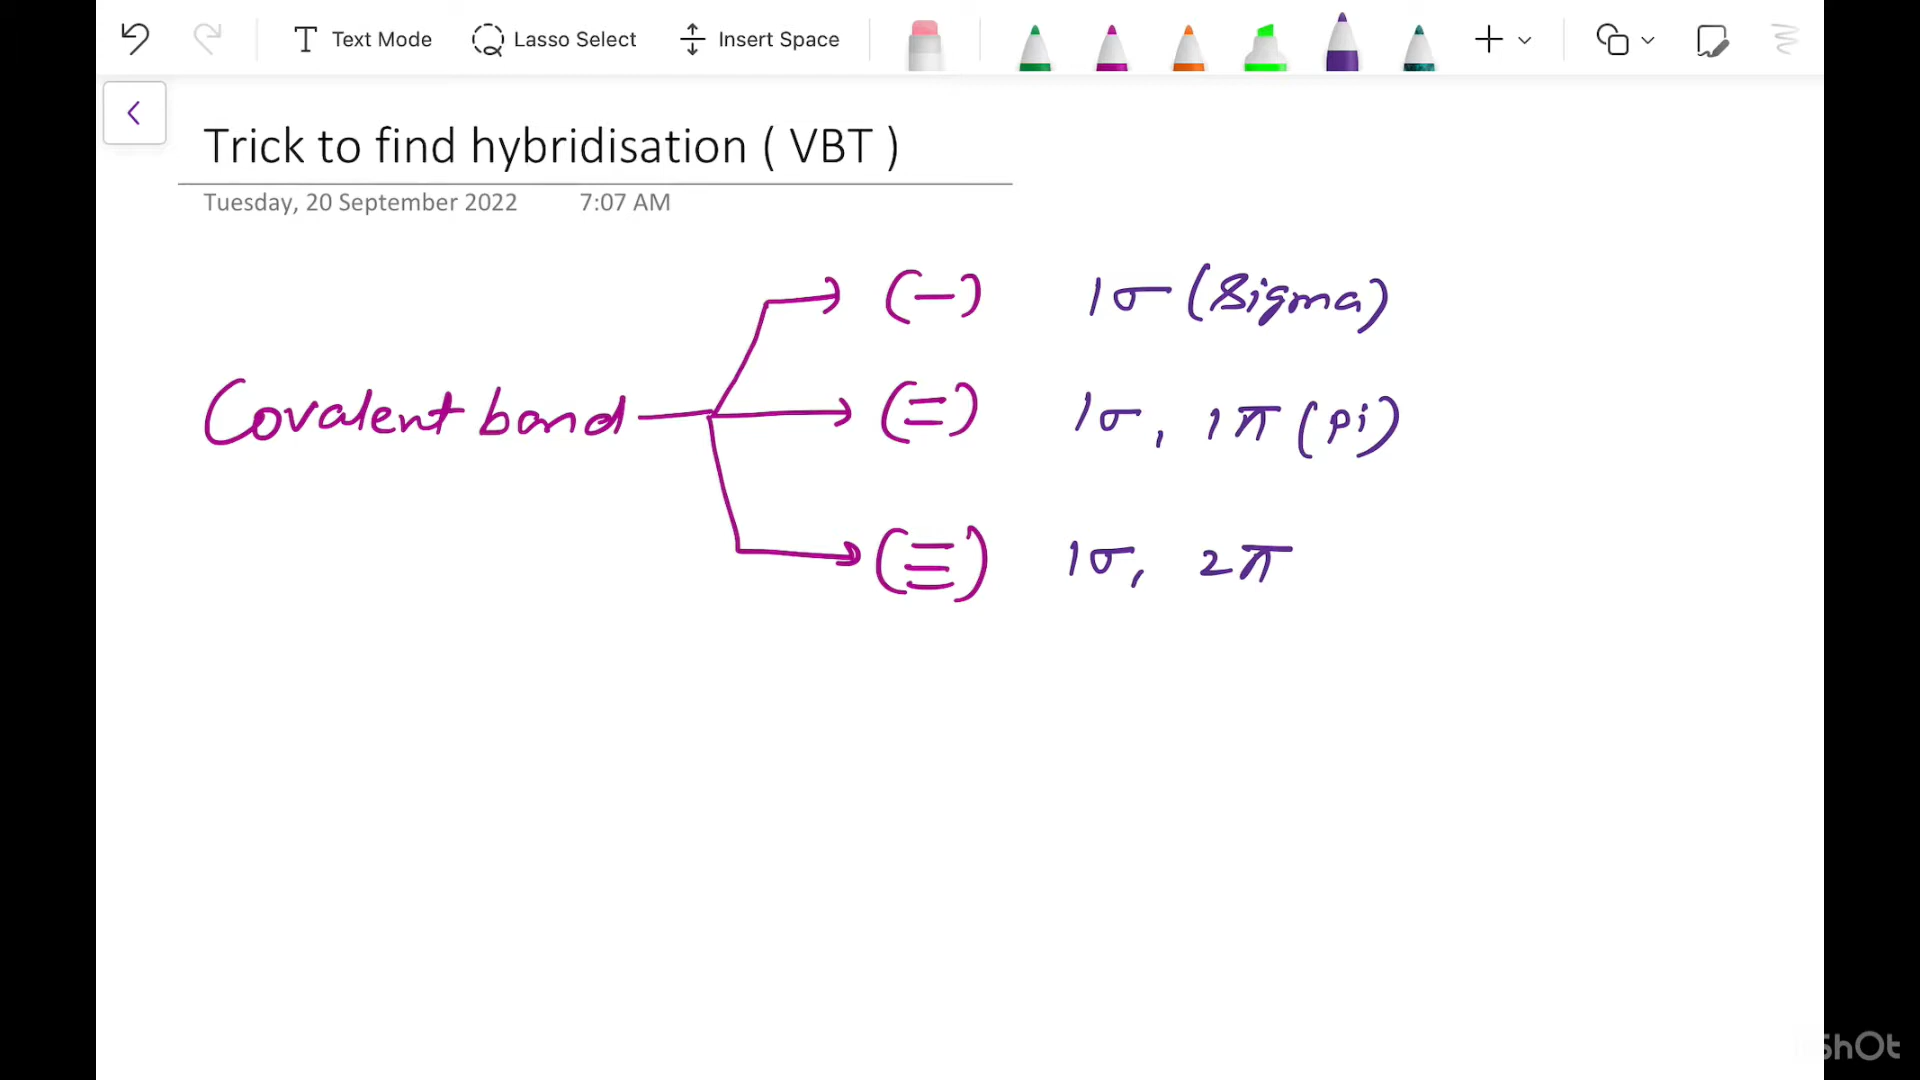 Text Mode Lasso Select Insert Space
Trick to find hybridisation ( VBT )
Tuesday, 20 September 2022 7:07 AM
(−) 1σ (Sigma)
Covalent bond (=) 1σ, 1π (pi)
(≡) 1σ, 2π